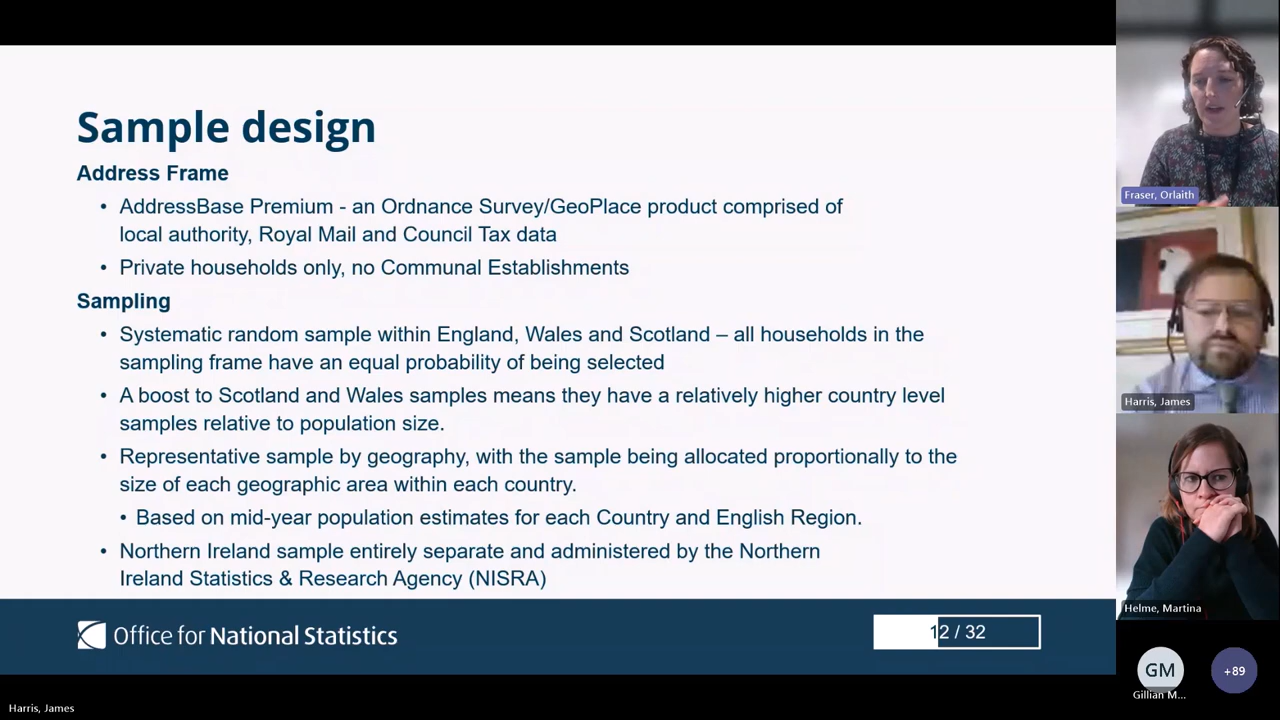 Sample design
Address Frame
• AddressBase Premium - an Ordnance Survey/GeoPlace product comprised of
local authority, Royal Mail and Council Tax data
• Private households only, no Communal Establishments
Sampling
• Systematic random sample within England, Wales and Scotland – all households in the
sampling frame have an equal probability of being selected
• A boost to Scotland and Wales samples means they have a relatively higher country level
samples relative to population size.
• Representative sample by geography, with the sample being allocated proportionally to the
size of each geographic area within each country.
• Based on mid-year population estimates for each Country and English Region.
• Northern Ireland sample entirely separate and administered by the Northern
Ireland Statistics & Research Agency (NISRA)
Office for National Statistics
12 / 32
Fraser, Orlaith
Harris, James
Helme, Martina
GM
+89
Gillian M...
Harris, James